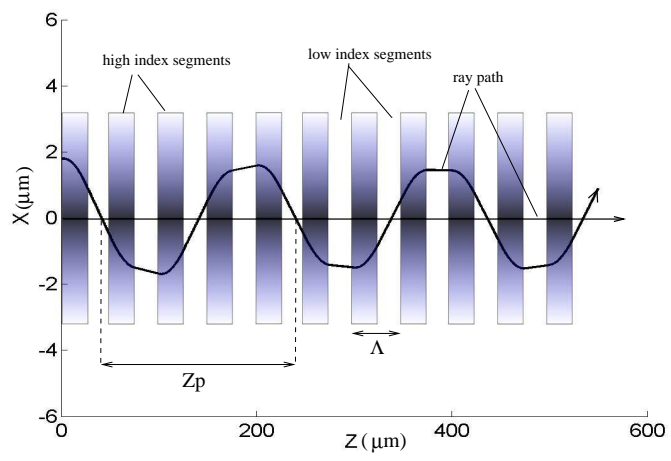 6
high index segments
low index segments
ray path
4
2
X (μm)
0
-2
-4
-6
Λ
Zp
0
200
400
600
Z (μm)